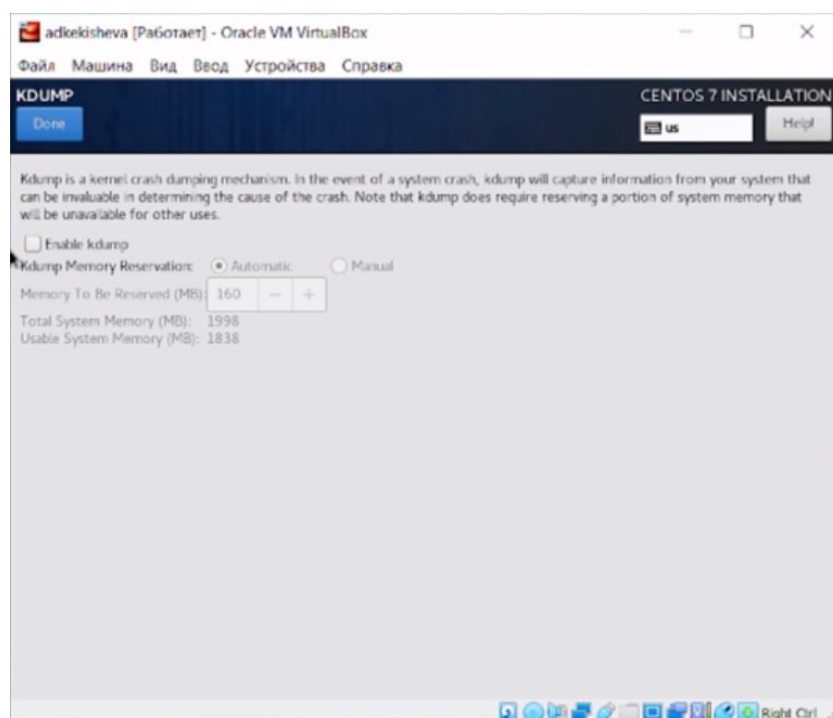 adkekisheva [Работает] - Oracle VM VirtualBox
Файл Машина Вид Ввод Устройства Справка
KDUMP
CENTOS 7 INSTALLATION
Done
us
Help!
Kdump is a kernel crash dumping mechanism. In the event of a system crash, kdump will capture information from your system that
can be invaluable in determining the cause of the crash. Note that kdump does require reserving a portion of system memory that
will be unavailable for other uses.
Enable kdump
Kdump Memory Reservation: Automatic Manual
Memory To Be Reserved (MB): 160 − +
Total System Memory (MB): 1998
Usable System Memory (MB): 1838
Right Ctrl